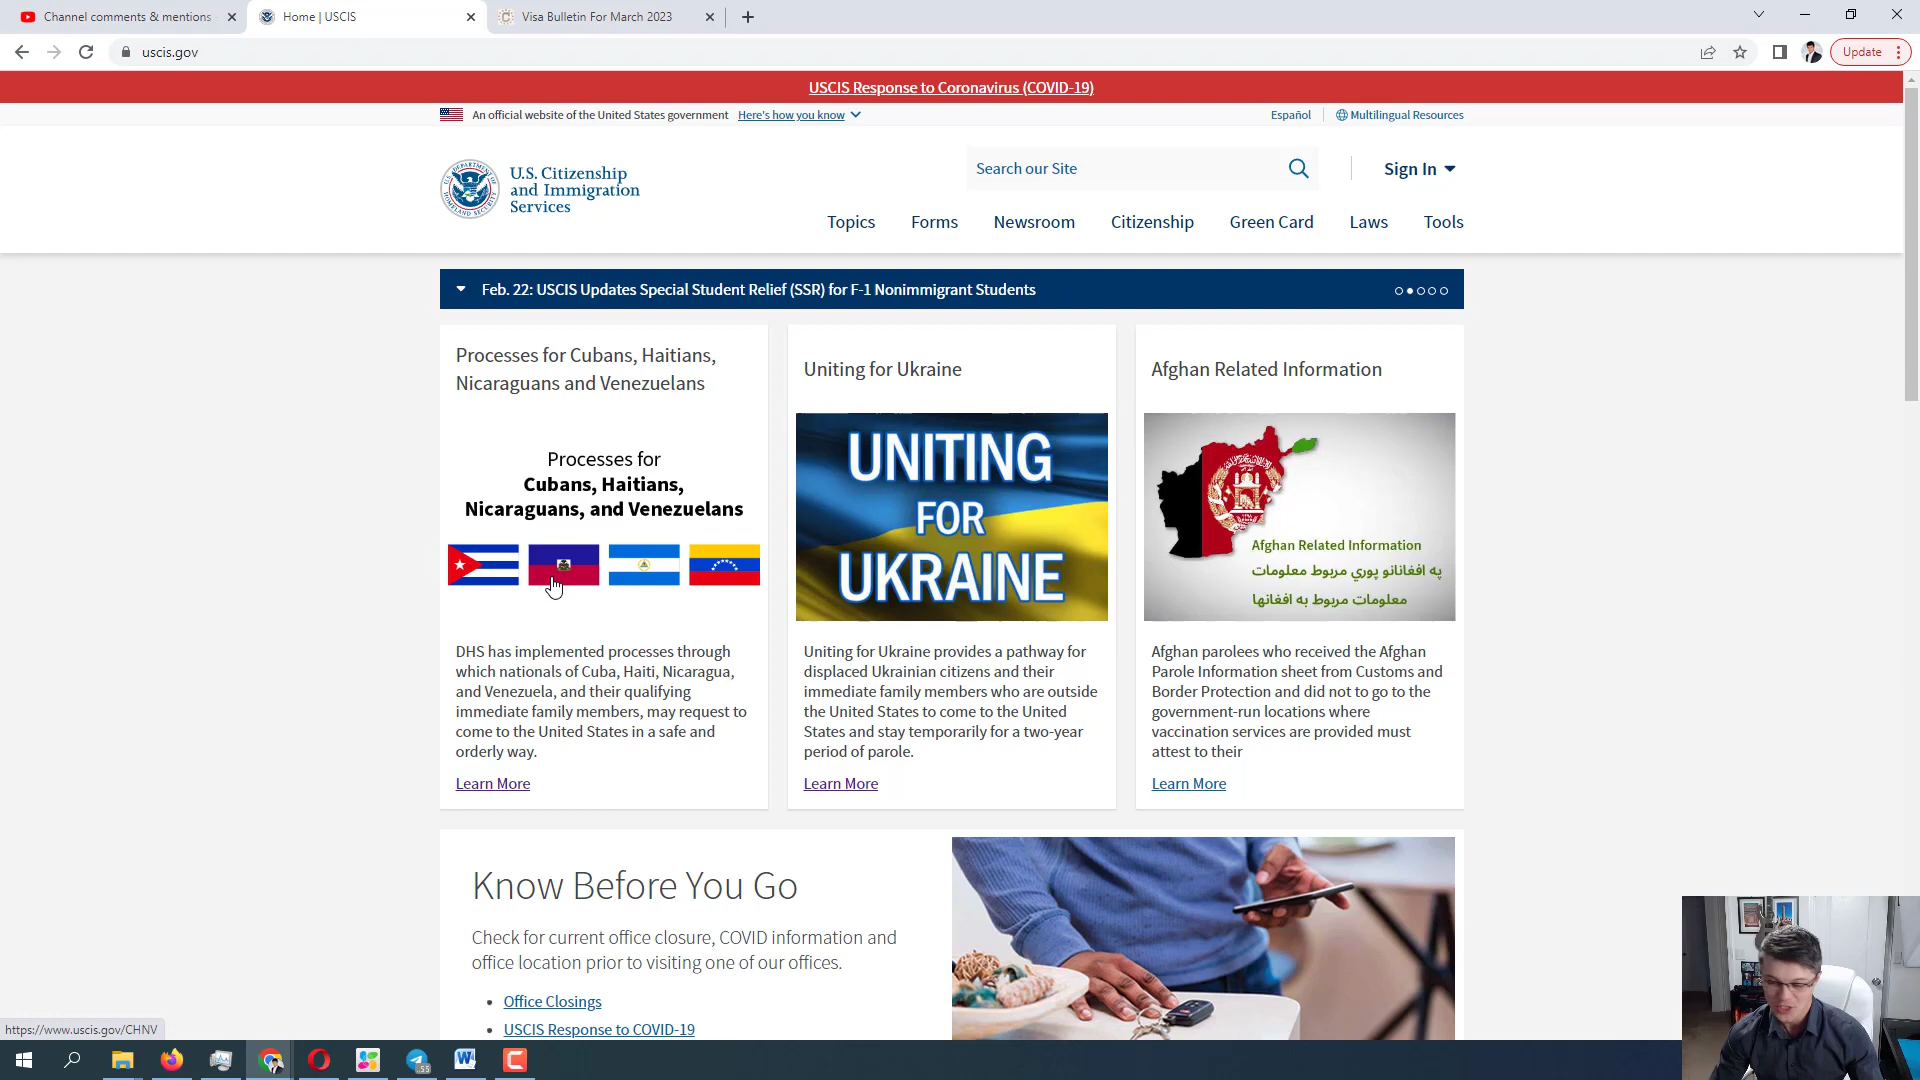 Channel comments & mentions
Home | USCIS
Visa Bulletin For March 2023
uscis.gov
Update
USCIS Response to Coronavirus (COVID-19)
An official website of the United States government
Here's how you know
Español
Multilingual Resources
U.S. Citizenship
and Immigration
Services
Search our Site
Sign In
Topics
Forms
Newsroom
Citizenship
Green Card
Laws
Tools
Feb. 22: USCIS Updates Special Student Relief (SSR) for F-1 Nonimmigrant Students
Processes for Cubans, Haitians,
Nicaraguans and Venezuelans
Processes for
Cubans, Haitians,
Nicaraguans, and Venezuelans
DHS has implemented processes through
which nationals of Cuba, Haiti, Nicaragua,
and Venezuela, and their qualifying
immediate family members, may request to
come to the United States in a safe and
orderly way.
Learn More
Uniting for Ukraine
UNITING
FOR
UKRAINE
Uniting for Ukraine provides a pathway for
displaced Ukrainian citizens and their
immediate family members who are outside
the United States to come to the United
States and stay temporarily for a two-year
period of parole.
Learn More
Afghan Related Information
Afghan Related Information
په افغانانو پوري مربوط معلومات
معلومات مربوط به افغانها
Afghan parolees who received the Afghan
Parole Information sheet from Customs and
Border Protection and did not to go to the
government-run locations where
vaccination services are provided must
attest to their
Learn More
Know Before You Go
Check for current office closure, COVID information and
office location prior to visiting one of our offices.
Office Closings
USCIS Response to COVID-19
https://www.uscis.gov/CHNV
55